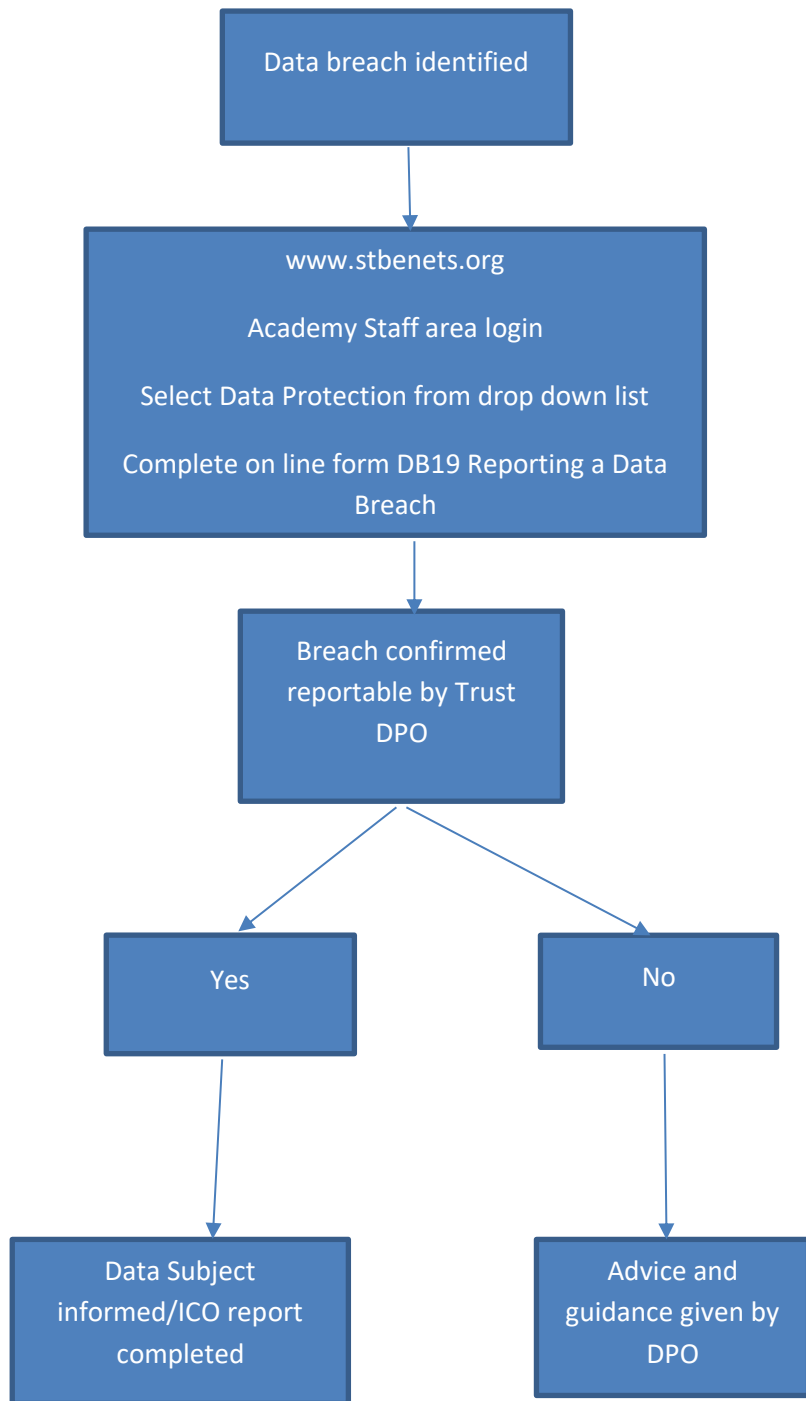 Data breach identified
www.stbenets.org
Academy Staff area login
Select Data Protection from drop down list
Complete on line form DB19 Reporting a Data
Breach
Breach confirmed
reportable by Trust
DPO
Yes
No
Data Subject
informed/ICO report
completed
Advice and
guidance given by
DPO